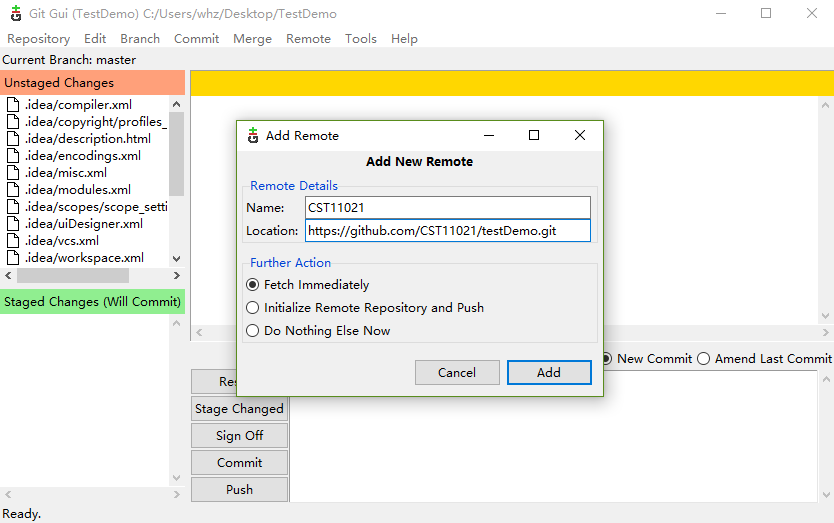 Git Gui (TestDemo) C:/Users/whz/Desktop/TestDemo
Repository Edit Branch Commit Merge Remote Tools Help
Current Branch: master
Unstaged Changes
.idea/compiler.xml
.idea/copyright/profiles_
.idea/description.html
.idea/encodings.xml
.idea/misc.xml
.idea/modules.xml
.idea/scopes/scope_setti
.idea/uiDesigner.xml
.idea/vcs.xml
.idea/workspace.xml
Staged Changes (Will Commit)
Add Remote
Add New Remote
Remote Details
Name: CST11021
Location: https://github.com/CST11021/testDemo.git
Further Action
Fetch Immediately
Initialize Remote Repository and Push
Do Nothing Else Now
Cancel Add
New Commit Amend Last Commit
Stage Changed
Sign Off
Commit
Push
Ready.